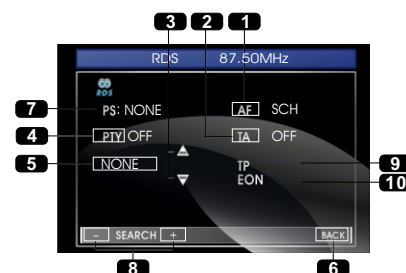 3 2 1
RDS 87.50MHz
RDS
7 PS: NONE AF SCH
4 PTY OFF TA OFF
5 NONE TP 9
EON 10
- SEARCH + BACK
8 6